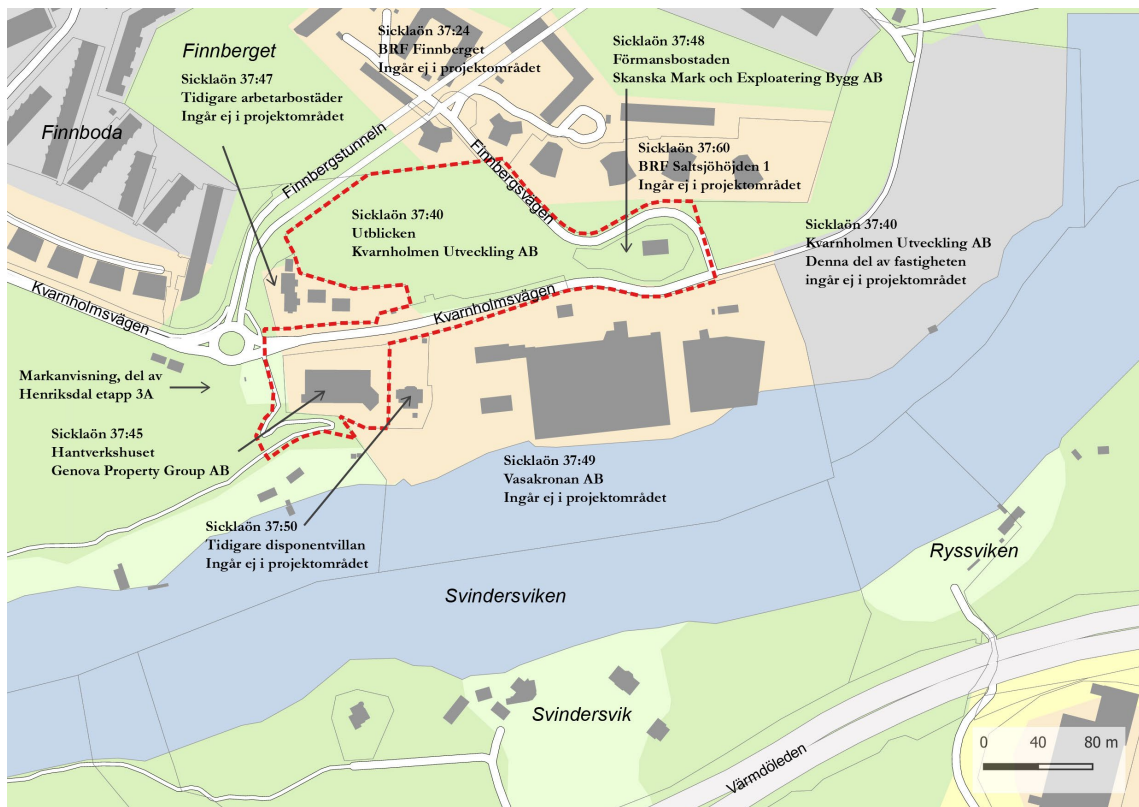 Sicklaön 37:24
BRF Finnberget
Ingår ej i projektområdet
Sicklaön 37:48
Förmansbostaden
Skanska Mark och Exploatering Bygg AB
Finnberget
Sicklaön 37:47
Tidigare arbetarbostäder
Ingår ej i projektområdet
Finnboda
Finnbergstunneln
Finnbergsvägen
Sicklaön 37:60
BRF Saltsjöhöjden 1
Ingår ej i projektområdet
Sicklaön 37:40
Utblicken
Kvarnholmen Utveckling AB
Sicklaön 37:40
Kvarnholmen Utveckling AB
Denna del av fastigheten
ingår ej i projektområdet
Kvarnholmsvägen
Kvarnholmsvägen
Markanvisning, del av
Henriksdal etapp 3A
Sicklaön 37:45
Hantverkshuset
Genova Property Group AB
Sicklaön 37:49
Vasakronan AB
Ingår ej i projektområdet
Sicklaön 37:50
Tidigare disponentvillan
Ingår ej i projektområdet
Ryssviken
Svindersviken
Svindersvik
Värmdöleden
0 40 80 m